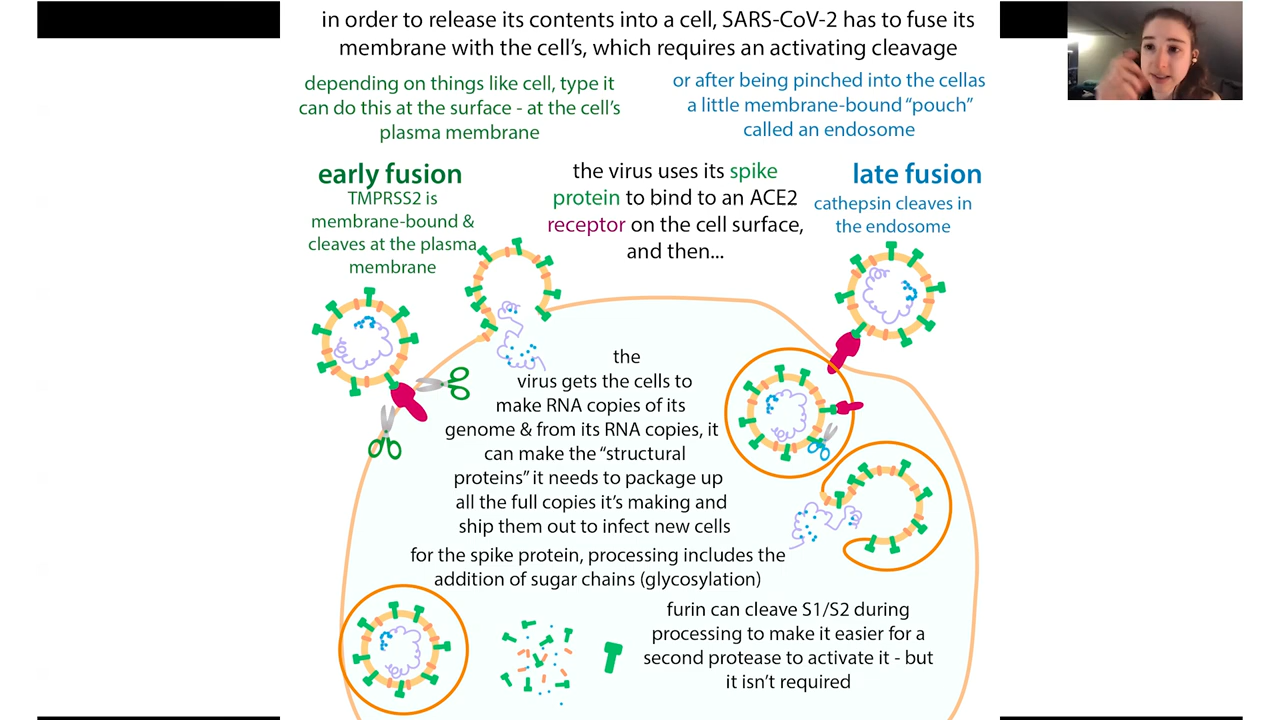 in order to release its contents into a cell, SARS-CoV-2 has to fuse its
membrane with the cell's, which requires an activating cleavage
depending on things like cell, type it
can do this at the surface - at the cell's
plasma membrane
or after being pinched into the cellas
a little membrane-bound “pouch”
called an endosome
early fusion
TMPRSS2 is
membrane-bound &
cleaves at the plasma
membrane
the virus uses its spike
protein to bind to an ACE2
receptor on the cell surface,
and then...
late fusion
cathepsin cleaves in
the endosome
the
virus gets the cells to
make RNA copies of its
genome & from its RNA copies, it
can make the “structural
proteins” it needs to package up
all the full copies it's making and
ship them out to infect new cells
for the spike protein, processing includes the
addition of sugar chains (glycosylation)
furin can cleave S1/S2 during
processing to make it easier for a
second protease to activate it - but
it isn't required